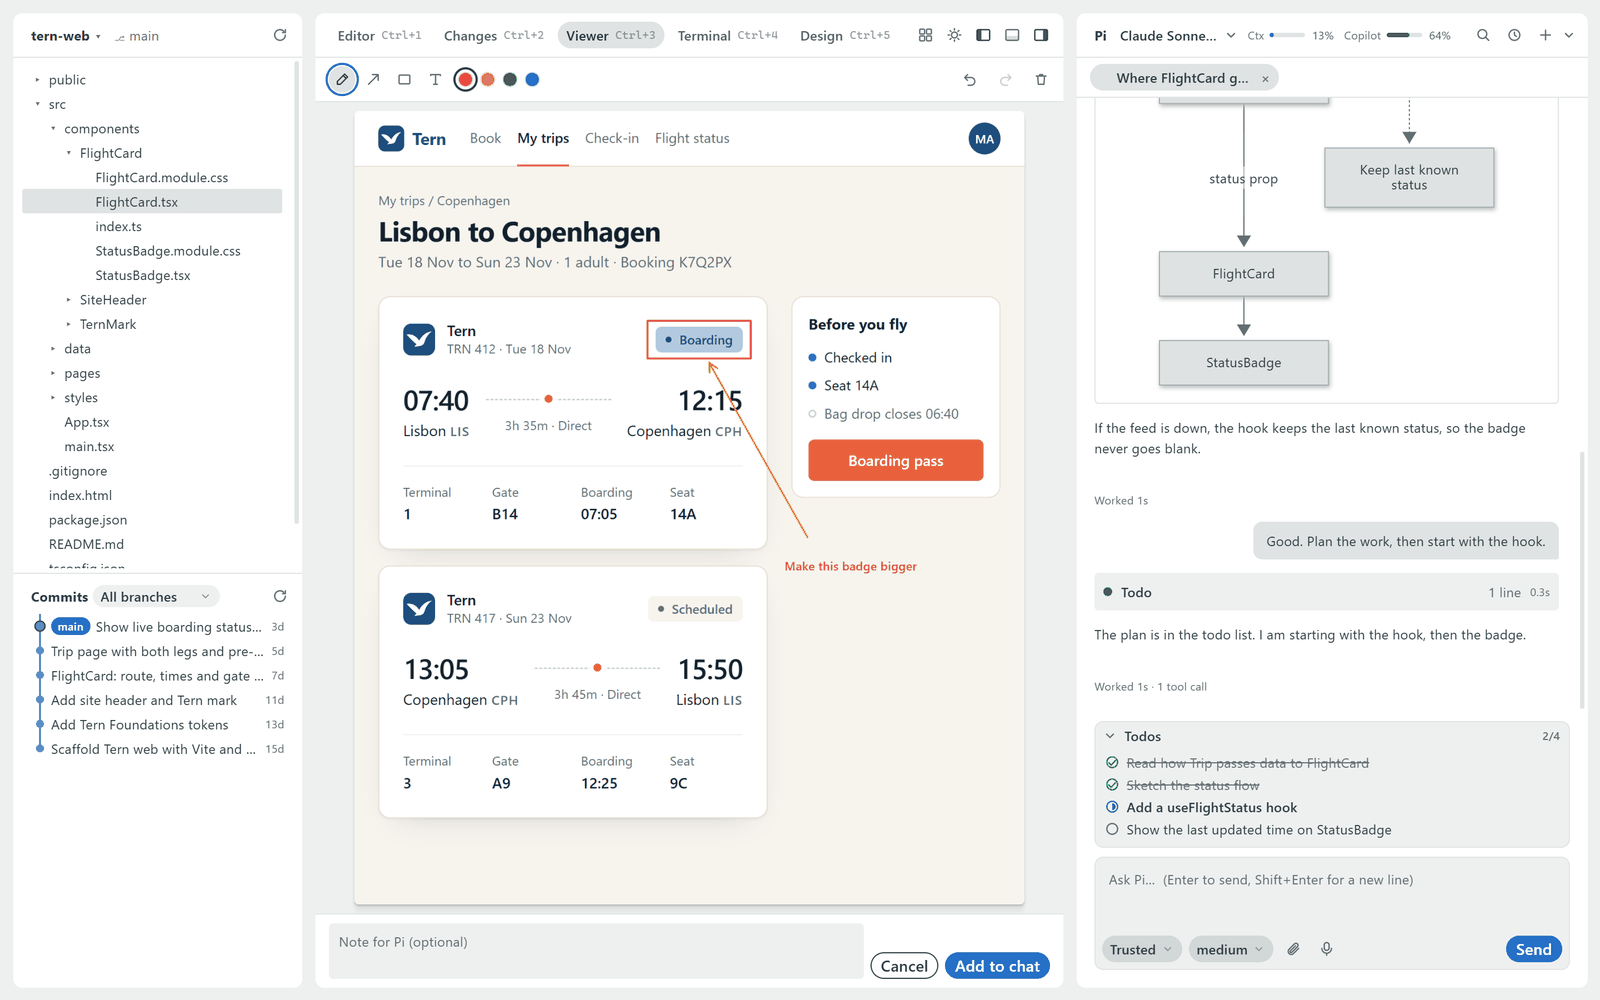 tern-web
main
public
src
components
FlightCard
FlightCard.module.css
FlightCard.tsx
index.ts
StatusBadge.module.css
StatusBadge.tsx
SiteHeader
TernMark
data
pages
styles
App.tsx
main.tsx
.gitignore
index.html
package.json
README.md
tsconfig.json
Commits All branches
main Show live boarding status... 3d
Trip page with both legs and pre-... 5d
FlightCard: route, times and gate ... 7d
Add site header and Tern mark 11d
Add Tern Foundations tokens 13d
Scaffold Tern web with Vite and ... 15d
Editor Ctrl+1 Changes Ctrl+2 Viewer Ctrl+3 Terminal Ctrl+4 Design Ctrl+5
T
Tern Book My trips Check-in Flight status MA
My trips / Copenhagen
Lisbon to Copenhagen
Tue 18 Nov to Sun 23 Nov · 1 adult · Booking K7Q2PX
Tern
TRN 412 · Tue 18 Nov
Boarding
07:40 12:15
3h 35m · Direct
Lisbon LIS Copenhagen CPH
Terminal Gate Boarding Seat
1 B14 07:05 14A
Before you fly
Checked in
Seat 14A
Bag drop closes 06:40
Boarding pass
Make this badge bigger
Tern
TRN 417 · Sun 23 Nov
Scheduled
13:05 15:50
3h 45m · Direct
Copenhagen CPH Lisbon LIS
Terminal Gate Boarding Seat
3 A9 12:25 9C
Note for Pi (optional)
Cancel Add to chat
Pi Claude Sonne... Ctx 13% Copilot 64%
Where FlightCard g... ×
status prop
Keep last known
status
FlightCard
StatusBadge
If the feed is down, the hook keeps the last known status, so the badge
never goes blank.
Worked 1s
Good. Plan the work, then start with the hook.
Todo 1 line 0.3s
The plan is in the todo list. I am starting with the hook, then the badge.
Worked 1s · 1 tool call
Todos 2/4
Read how Trip passes data to FlightCard
Sketch the status flow
Add a useFlightStatus hook
Show the last updated time on StatusBadge
Ask Pi... (Enter to send, Shift+Enter for a new line)
Trusted medium Send